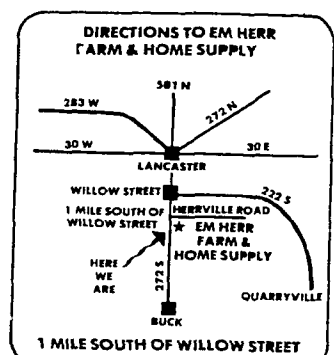 DIRECTIONS TO EM HERR
FARM & HOME SUPPLY
501 N
283 W
272 N
30 W
30 E
LANCASTER
WILLOW STREET
222 S
1 MILE SOUTH OF
WILLOW STREET
HERRVILLE ROAD
★ EM HERR
FARM &
HOME SUPPLY
HERE
WE
ARE
272 S
QUARRYVILLE
BUCK
1 MILE SOUTH OF WILLOW STREET